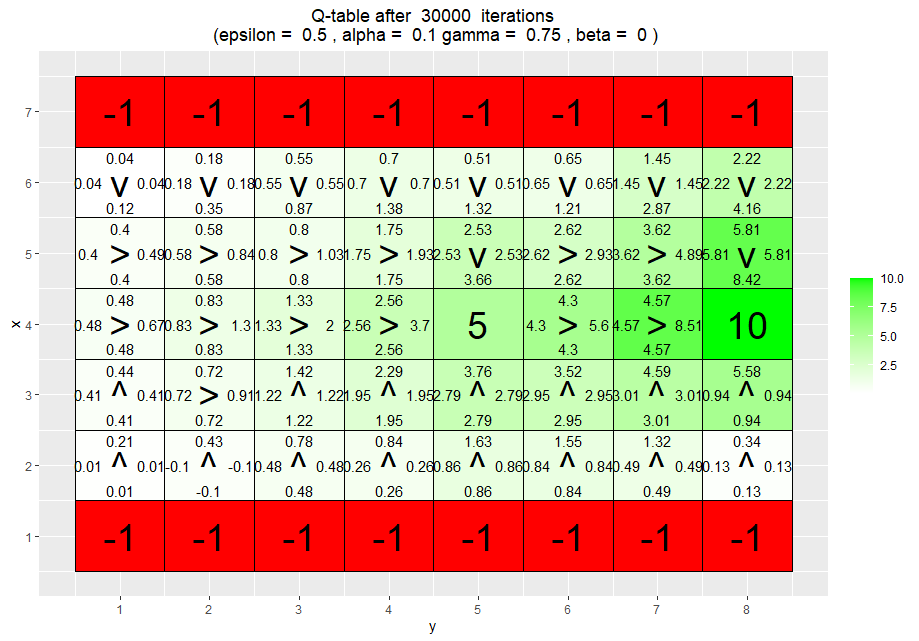 Q-table after  30000  iterations
(epsilon =  0.5 , alpha =  0.1 gamma =  0.75 , beta =  0 )
7 -1 -1 -1 -1 -1 -1 -1 -1
0.04 0.18 0.55 0.7 0.51 0.65 1.45 2.22
6 0.04 v 0.04 0.18 v 0.18 0.55 v 0.55 0.7 v 0.7 0.51 v 0.51 0.65 v 0.65 1.45 v 1.45 2.22 v 2.22
0.12 0.35 0.87 1.38 1.32 1.21 2.87 4.16
0.4 0.58 0.8 1.75 2.53 2.62 3.62 5.81
5 0.4 > 0.49 0.58 > 0.84 0.8 > 1.03 1.75 > 1.93 2.53 v 2.53 2.62 > 2.93 3.62 > 4.89 5.81 v 5.81
0.4 0.58 0.8 1.75 3.66 2.62 3.62 8.42
0.48 0.83 1.33 2.56 4.3 4.57
x 4 0.48 > 0.67 0.83 > 1.3 1.33 > 2 2.56 > 3.7 5 4.3 > 5.6 4.57 > 8.51 10
0.48 0.83 1.33 2.56 4.3 4.57
0.44 0.72 1.42 2.29 3.76 3.52 4.59 5.58
3 0.41 ^ 0.41 0.72 > 0.91 1.22 ^ 1.22 1.95 ^ 1.95 2.79 ^ 2.79 2.95 ^ 2.95 3.01 ^ 3.01 0.94 ^ 0.94
0.41 0.72 1.22 1.95 2.79 2.95 3.01 0.94
0.21 0.43 0.78 0.84 1.63 1.55 1.32 0.34
2 0.01 ^ 0.01 -0.1 ^ -0.1 0.48 ^ 0.48 0.26 ^ 0.26 0.86 ^ 0.86 0.84 ^ 0.84 0.49 ^ 0.49 0.13 ^ 0.13
0.01 -0.1 0.48 0.26 0.86 0.84 0.49 0.13
1 -1 -1 -1 -1 -1 -1 -1 -1
1 2 3 4 5 6 7 8
y
10.0
7.5
5.0
2.5